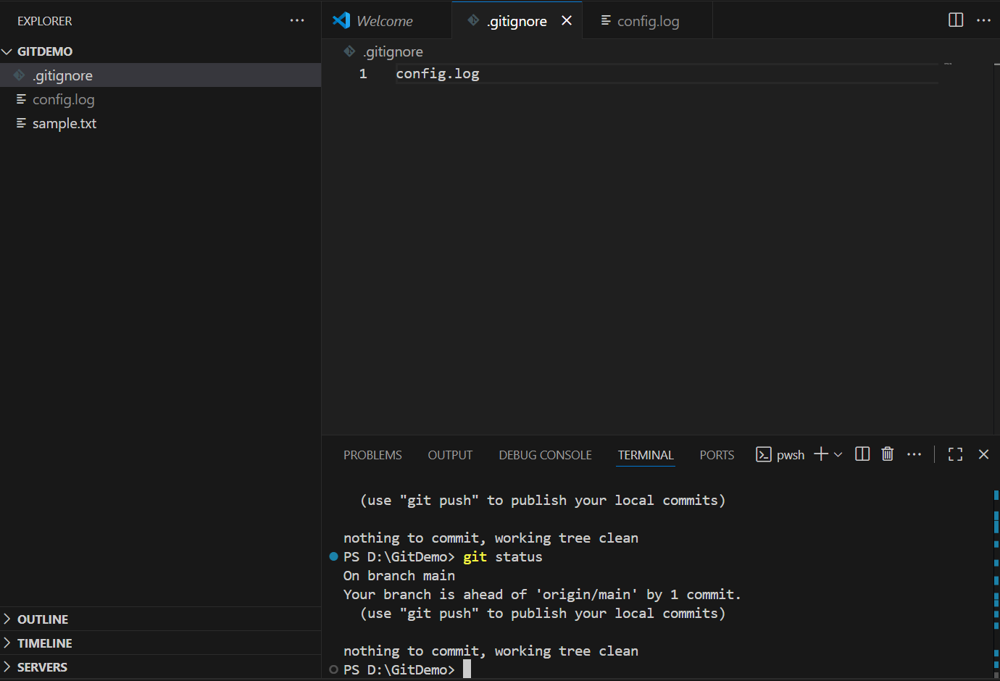 EXPLORER
GITDEMO
.gitignore
config.log
sample.txt
OUTLINE
TIMELINE
SERVERS
Welcome
.gitignore
config.log
.gitignore
1 config.log
PROBLEMS OUTPUT DEBUG CONSOLE TERMINAL PORTS pwsh
(use "git push" to publish your local commits)
nothing to commit, working tree clean
PS D:\GitDemo> git status
On branch main
Your branch is ahead of 'origin/main' by 1 commit.
(use "git push" to publish your local commits)
nothing to commit, working tree clean
PS D:\GitDemo>